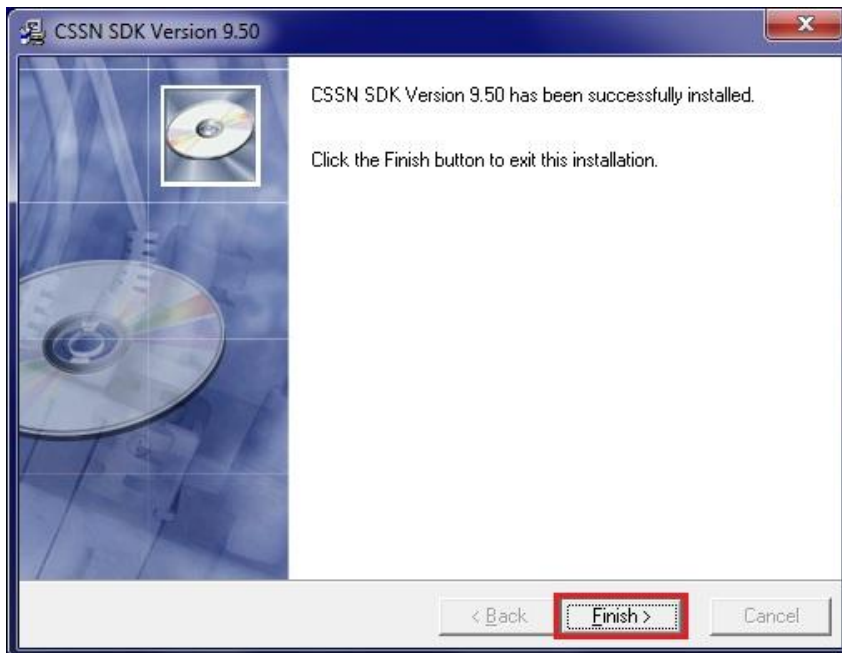 CSSN SDK Version 9.50
CSSN SDK Version 9.50 has been successfully installed.
Click the Finish button to exit this installation.
< Back
Finish >
Cancel